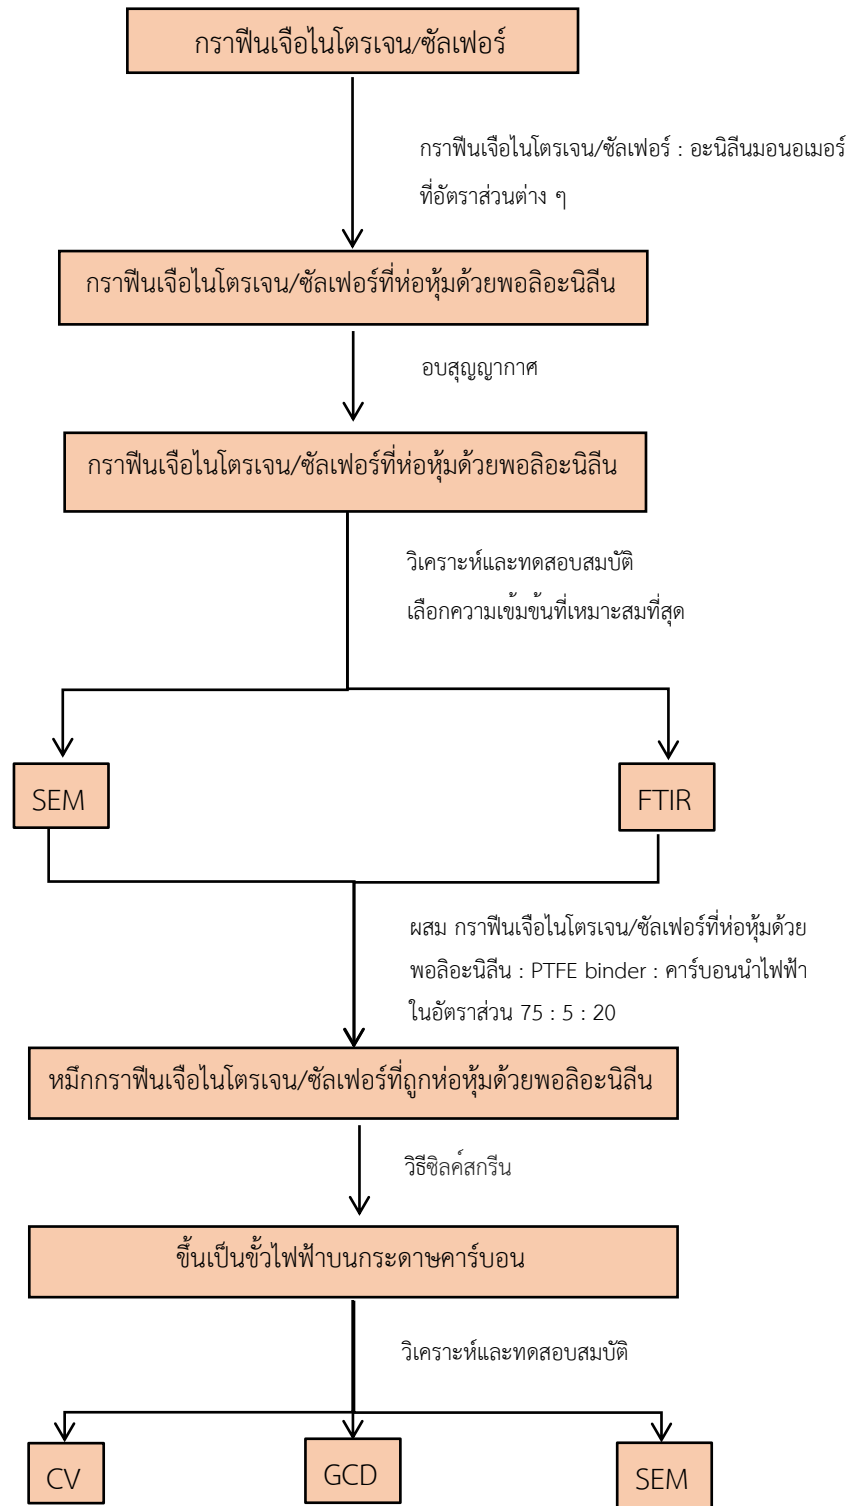 กราฟีนเจือไนโตรเจน/ซัลเฟอร์
กราฟีนเจือไนโตรเจน/ซัลเฟอร์ : อะนิลีนมอนอเมอร์
ที่อัตราส่วนต่าง ๆ
กราฟีนเจือไนโตรเจน/ซัลเฟอร์ที่ห่อหุ้มด้วยพอลิอะนิลีน
อบสุญญากาศ
กราฟีนเจือไนโตรเจน/ซัลเฟอร์ที่ห่อหุ้มด้วยพอลิอะนิลีน
วิเคราะห์และทดสอบสมบัติ
เลือกความเข้มข้นที่เหมาะสมที่สุด
SEM
FTIR
ผสม กราฟีนเจือไนโตรเจน/ซัลเฟอร์ที่ห่อหุ้มด้วย
พอลิอะนิลีน : PTFE binder : คาร์บอนนำไฟฟ้า
ในอัตราส่วน 75 : 5 : 20
หมึกกราฟีนเจือไนโตรเจน/ซัลเฟอร์ที่ถูกห่อหุ้มด้วยพอลิอะนิลีน
วิธีซิลค์สกรีน
ขึ้นเป็นขั้วไฟฟ้าบนกระดาษคาร์บอน
วิเคราะห์และทดสอบสมบัติ
CV
GCD
SEM